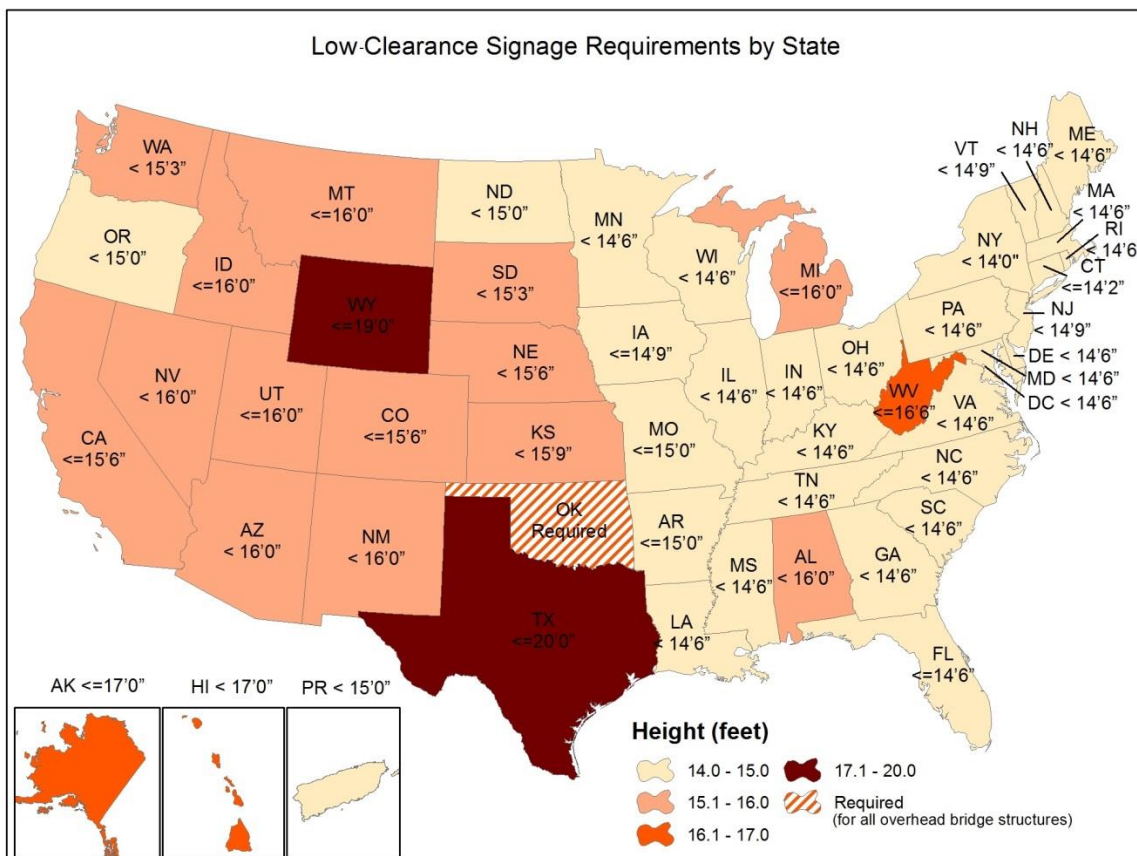 Low-Clearance Signage Requirements by State
WA
< 15'3”
MT
<=16'0”
ND
< 15'0”
MN
< 14'6”
OR
< 15'0”
ID
<=16'0”
WY
<=19'0”
SD
< 15'3”
WI
< 14'6”
MI
<=16'0”
VT
< 14'9”
NH
< 14'6”
ME
< 14'6”
MA
< 14'6”
RI
< 14'6
CT
<=14'2”
NY
< 14'0"
NJ
< 14'9”
PA
< 14'6”
DE < 14'6”
MD < 14'6”
DC < 14'6”
NV
< 16'0”
UT
<=16'0”
CO
<=15'6”
NE
< 15'6”
IA
<=14'9”
IL
< 14'6”
IN
< 14'6”
OH
< 14'6”
WV
<=16'6”
VA
< 14'6”
CA
<=15'6”
KS
< 15'9”
MO
<=15'0”
KY
< 14'6”
NC
< 14'6”
TN
< 14'6”
SC
< 14'6”
AZ
< 16'0”
NM
< 16'0”
OK
Required
AR
<=15'0”
MS
< 14'6”
AL
< 16'0”
GA
< 14'6”
TX
<=20'0”
LA
< 14'6”
FL
<=14'6”
AK <=17'0”
HI < 17'0”
PR < 15'0”
Height (feet)
14.0 - 15.0
15.1 - 16.0
16.1 - 17.0
17.1 - 20.0
Required
(for all overhead bridge structures)